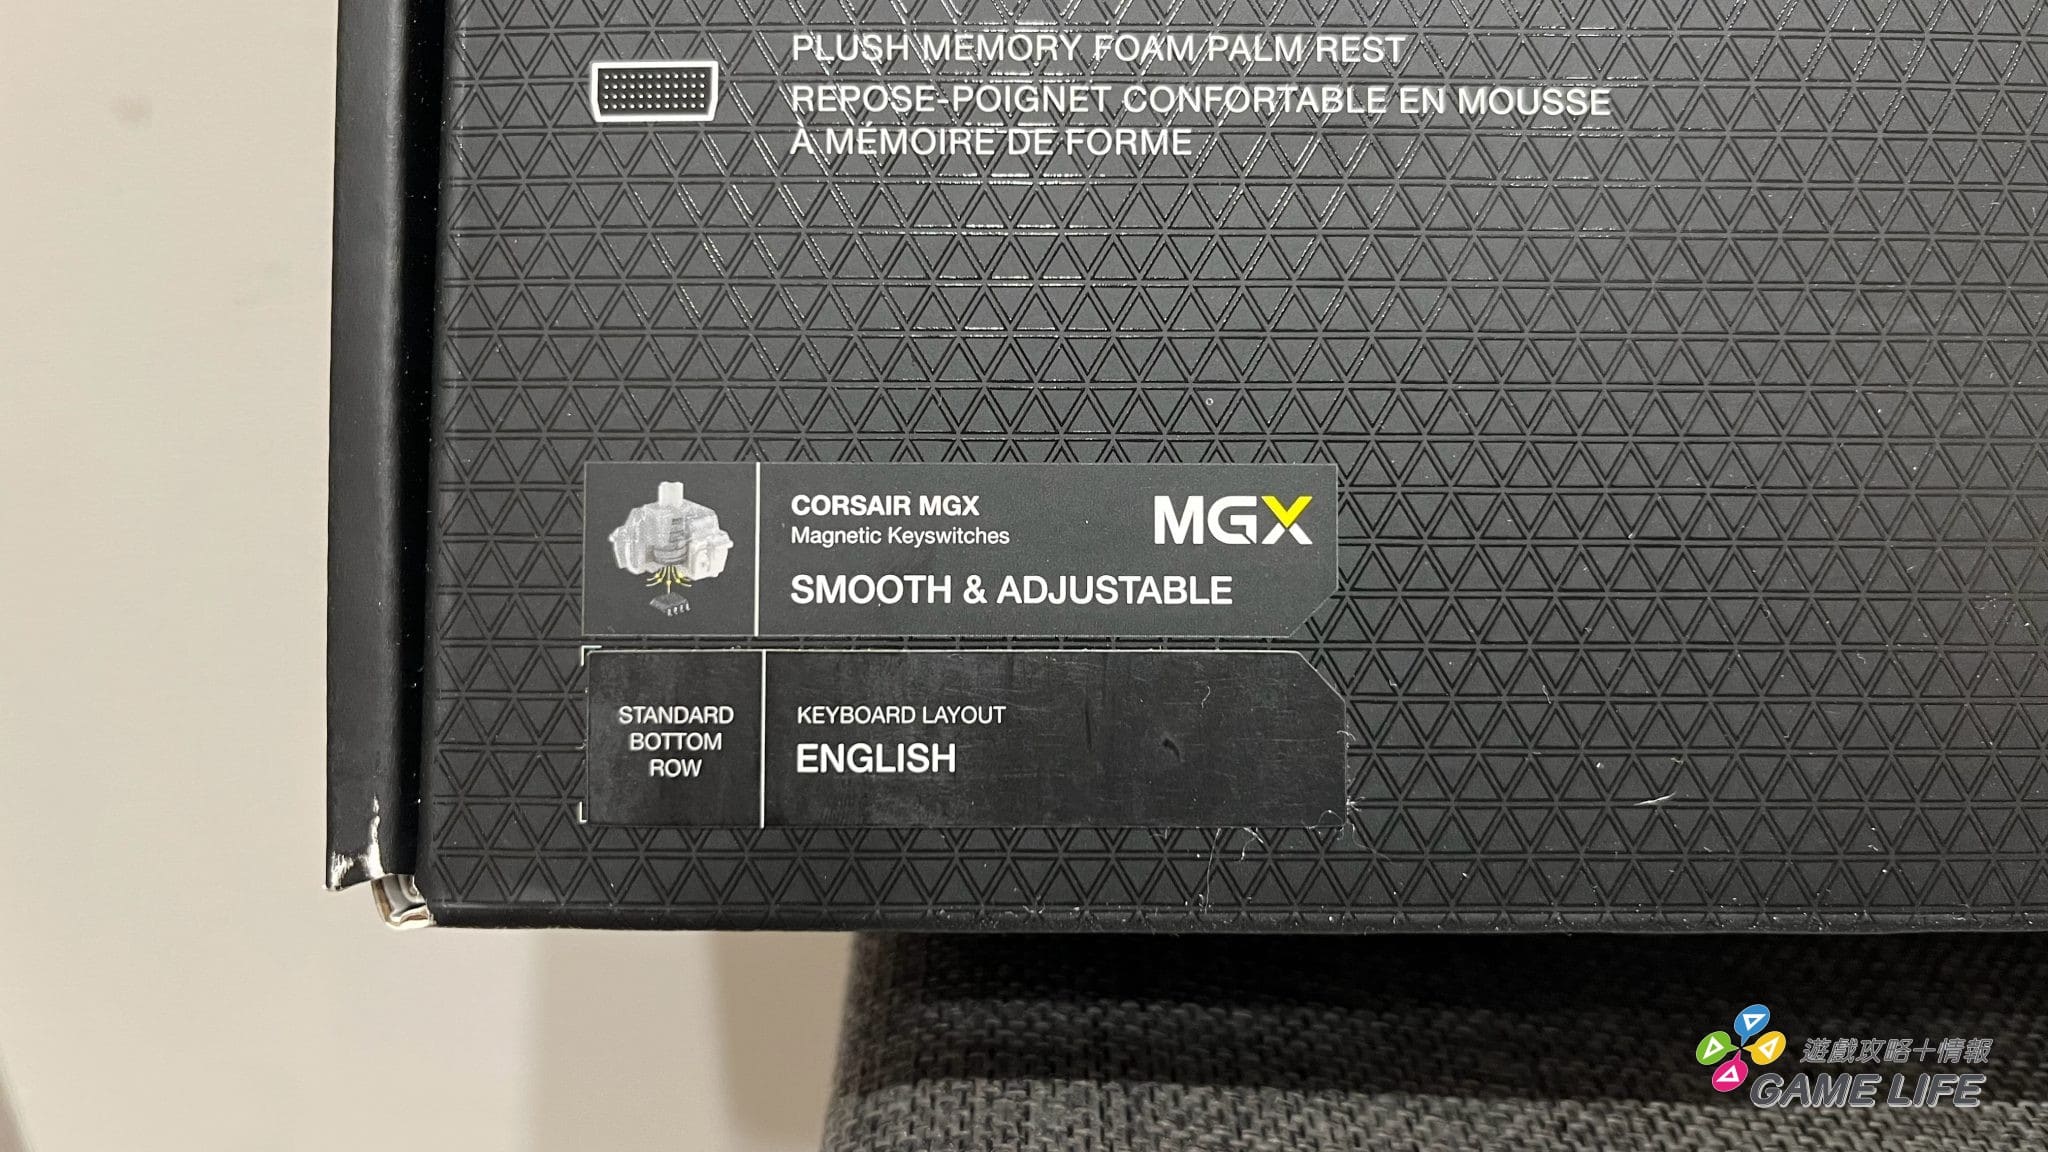 PLUSH MEMORY FOAM PALM REST
REPOSE-POIGNET CONFORTABLE EN MOUSSE
À MÉMOIRE DE FORME
CORSAIR MGX
Magnetic Keyswitches
SMOOTH & ADJUSTABLE
MGX
STANDARD
BOTTOM
ROW
KEYBOARD LAYOUT
ENGLISH
遊戲攻略+情報
GAME LIFE